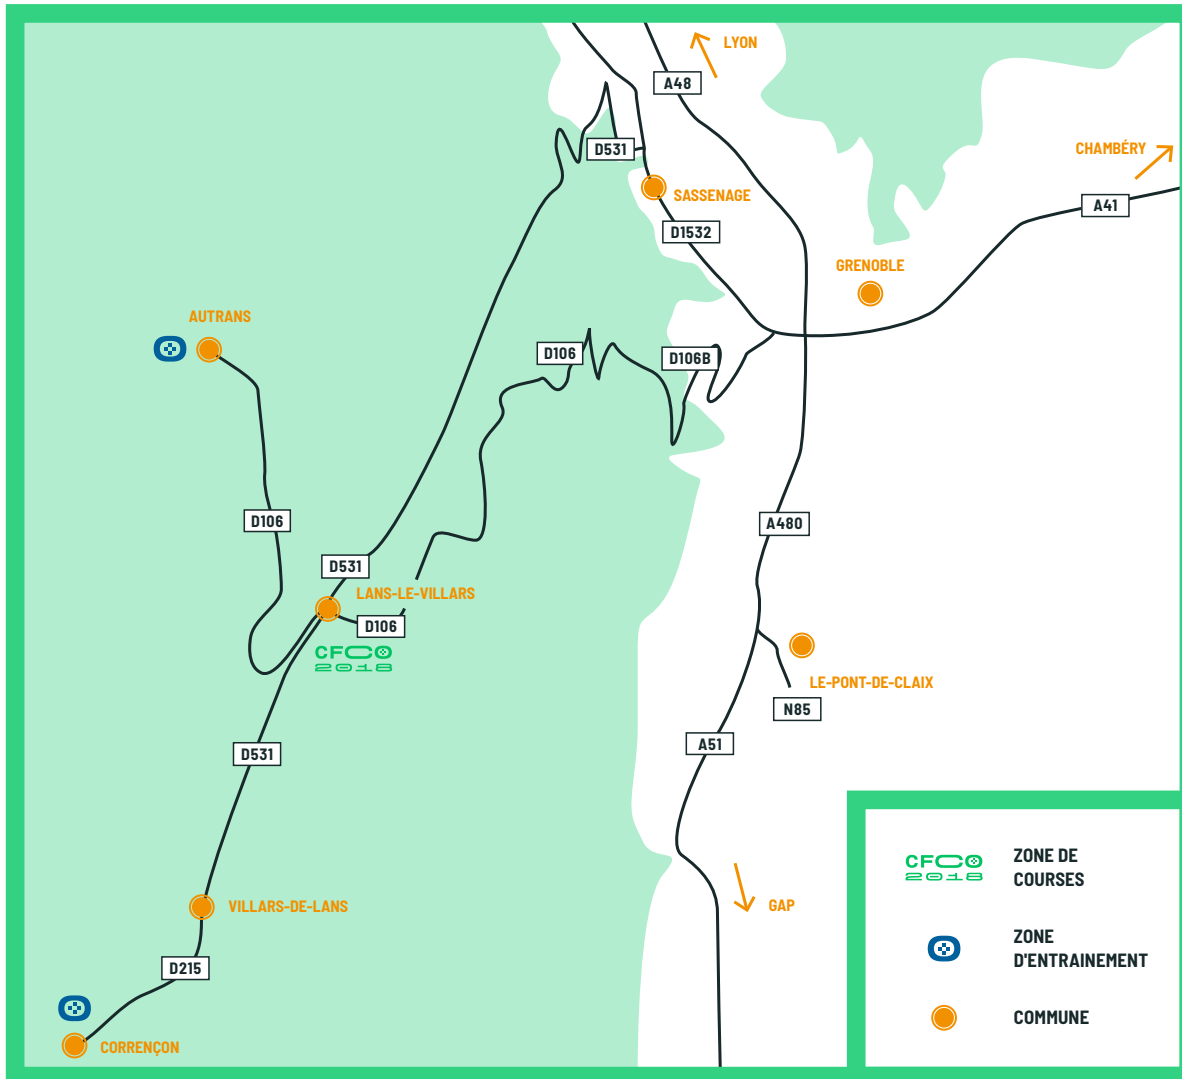 LYON
A48
CHAMBÉRY
D531
SASSENAGE
A41
D1532
GRENOBLE
AUTRANS
D106
D106B
D106
A480
D531
LANS-LE-VILLARS
D106
CFCO
2018
LE-PONT-DE-CLAIX
N85
A51
D531
ZONE DE
COURSES
CFCO
2018
VILLARS-DE-LANS
GAP
ZONE
D'ENTRAINEMENT
D215
COMMUNE
CORRENÇON